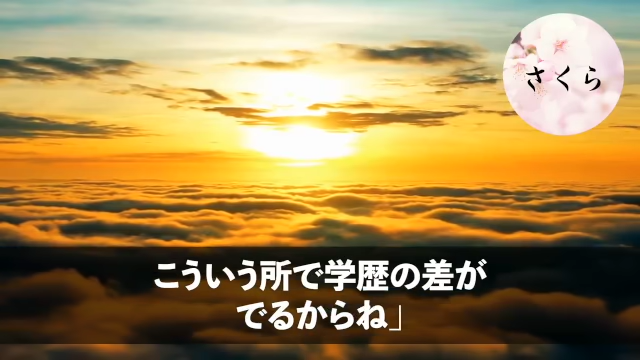 さくら
こういう所で学歴の差が
でるからね」